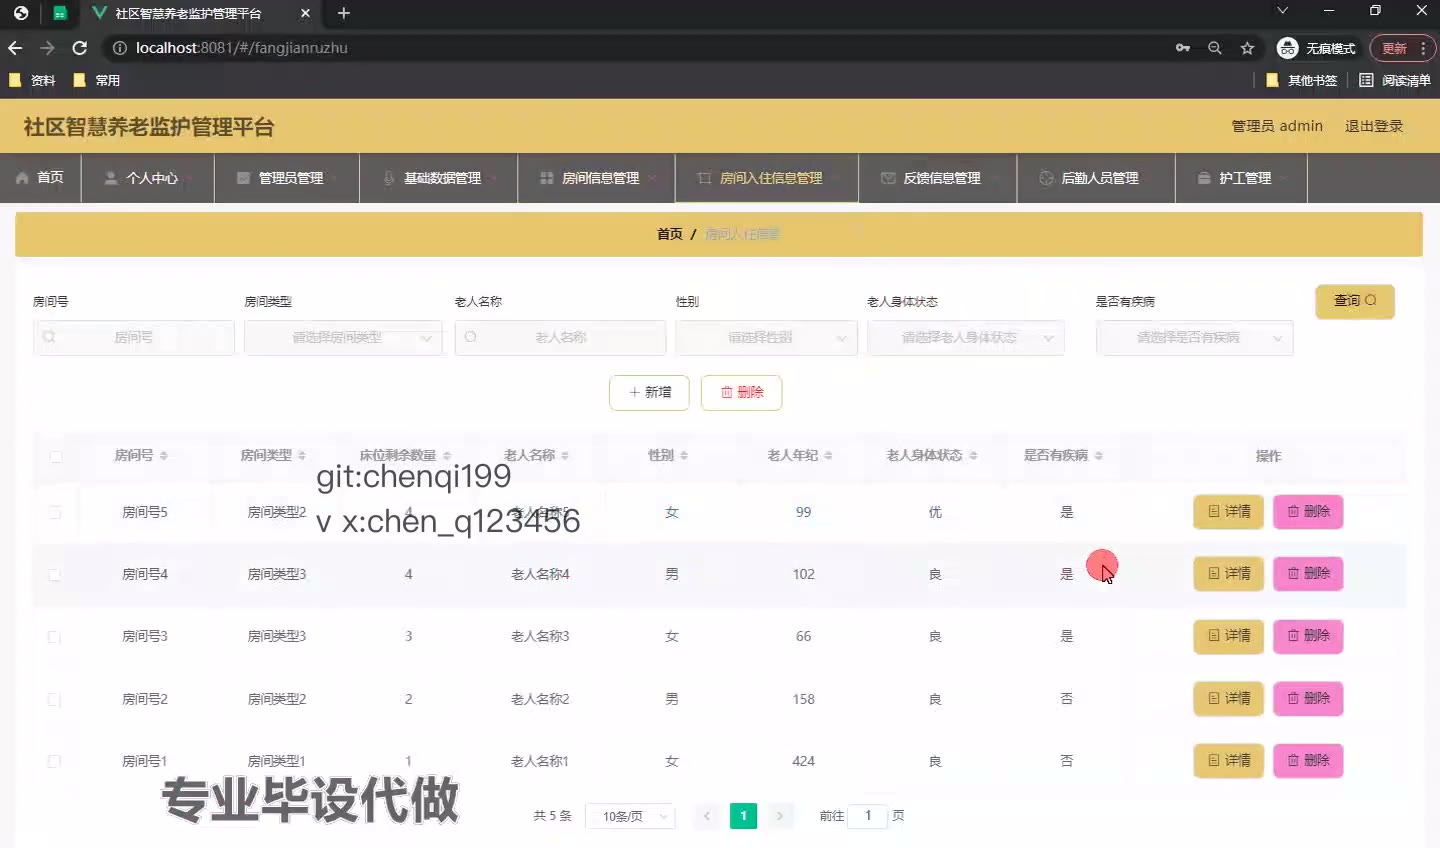 社区智慧养老监护管理平台
localhost:8081/#/fangjianruzhu
无痕模式
更新
资料 常用
其他书签 阅读清单
社区智慧养老监护管理平台
管理员 admin 退出登录
首页 个人中心 管理员管理 基础数据管理 房间信息管理 房间入住信息管理 反馈信息管理 后勤人员管理 护工管理
首页 / 房间入住信息
房间号 房间类型 老人名称 性别 老人身体状态 是否有疾病
房间号 请选择房间类型 老人名称 请选择性别 请选择老人身体状态 请选择是否有疾病
查询
新增 删除
房间号 房间类型 床位剩余数量 老人名称 性别 老人年纪 老人身体状态 是否有疾病 操作
git:chenqi199
房间号5 房间类型2 4 老人名称5 女 99 优 是 详情 删除
v x:chen_q123456
房间号4 房间类型3 4 老人名称4 男 102 良 是 详情 删除
房间号3 房间类型3 3 老人名称3 女 66 良 是 详情 删除
房间号2 房间类型2 2 老人名称2 男 158 良 否 详情 删除
房间号1 房间类型1 1 老人名称1 女 424 良 否 详情 删除
专业毕设代做
共 5 条 10条/页 1 前往 1 页